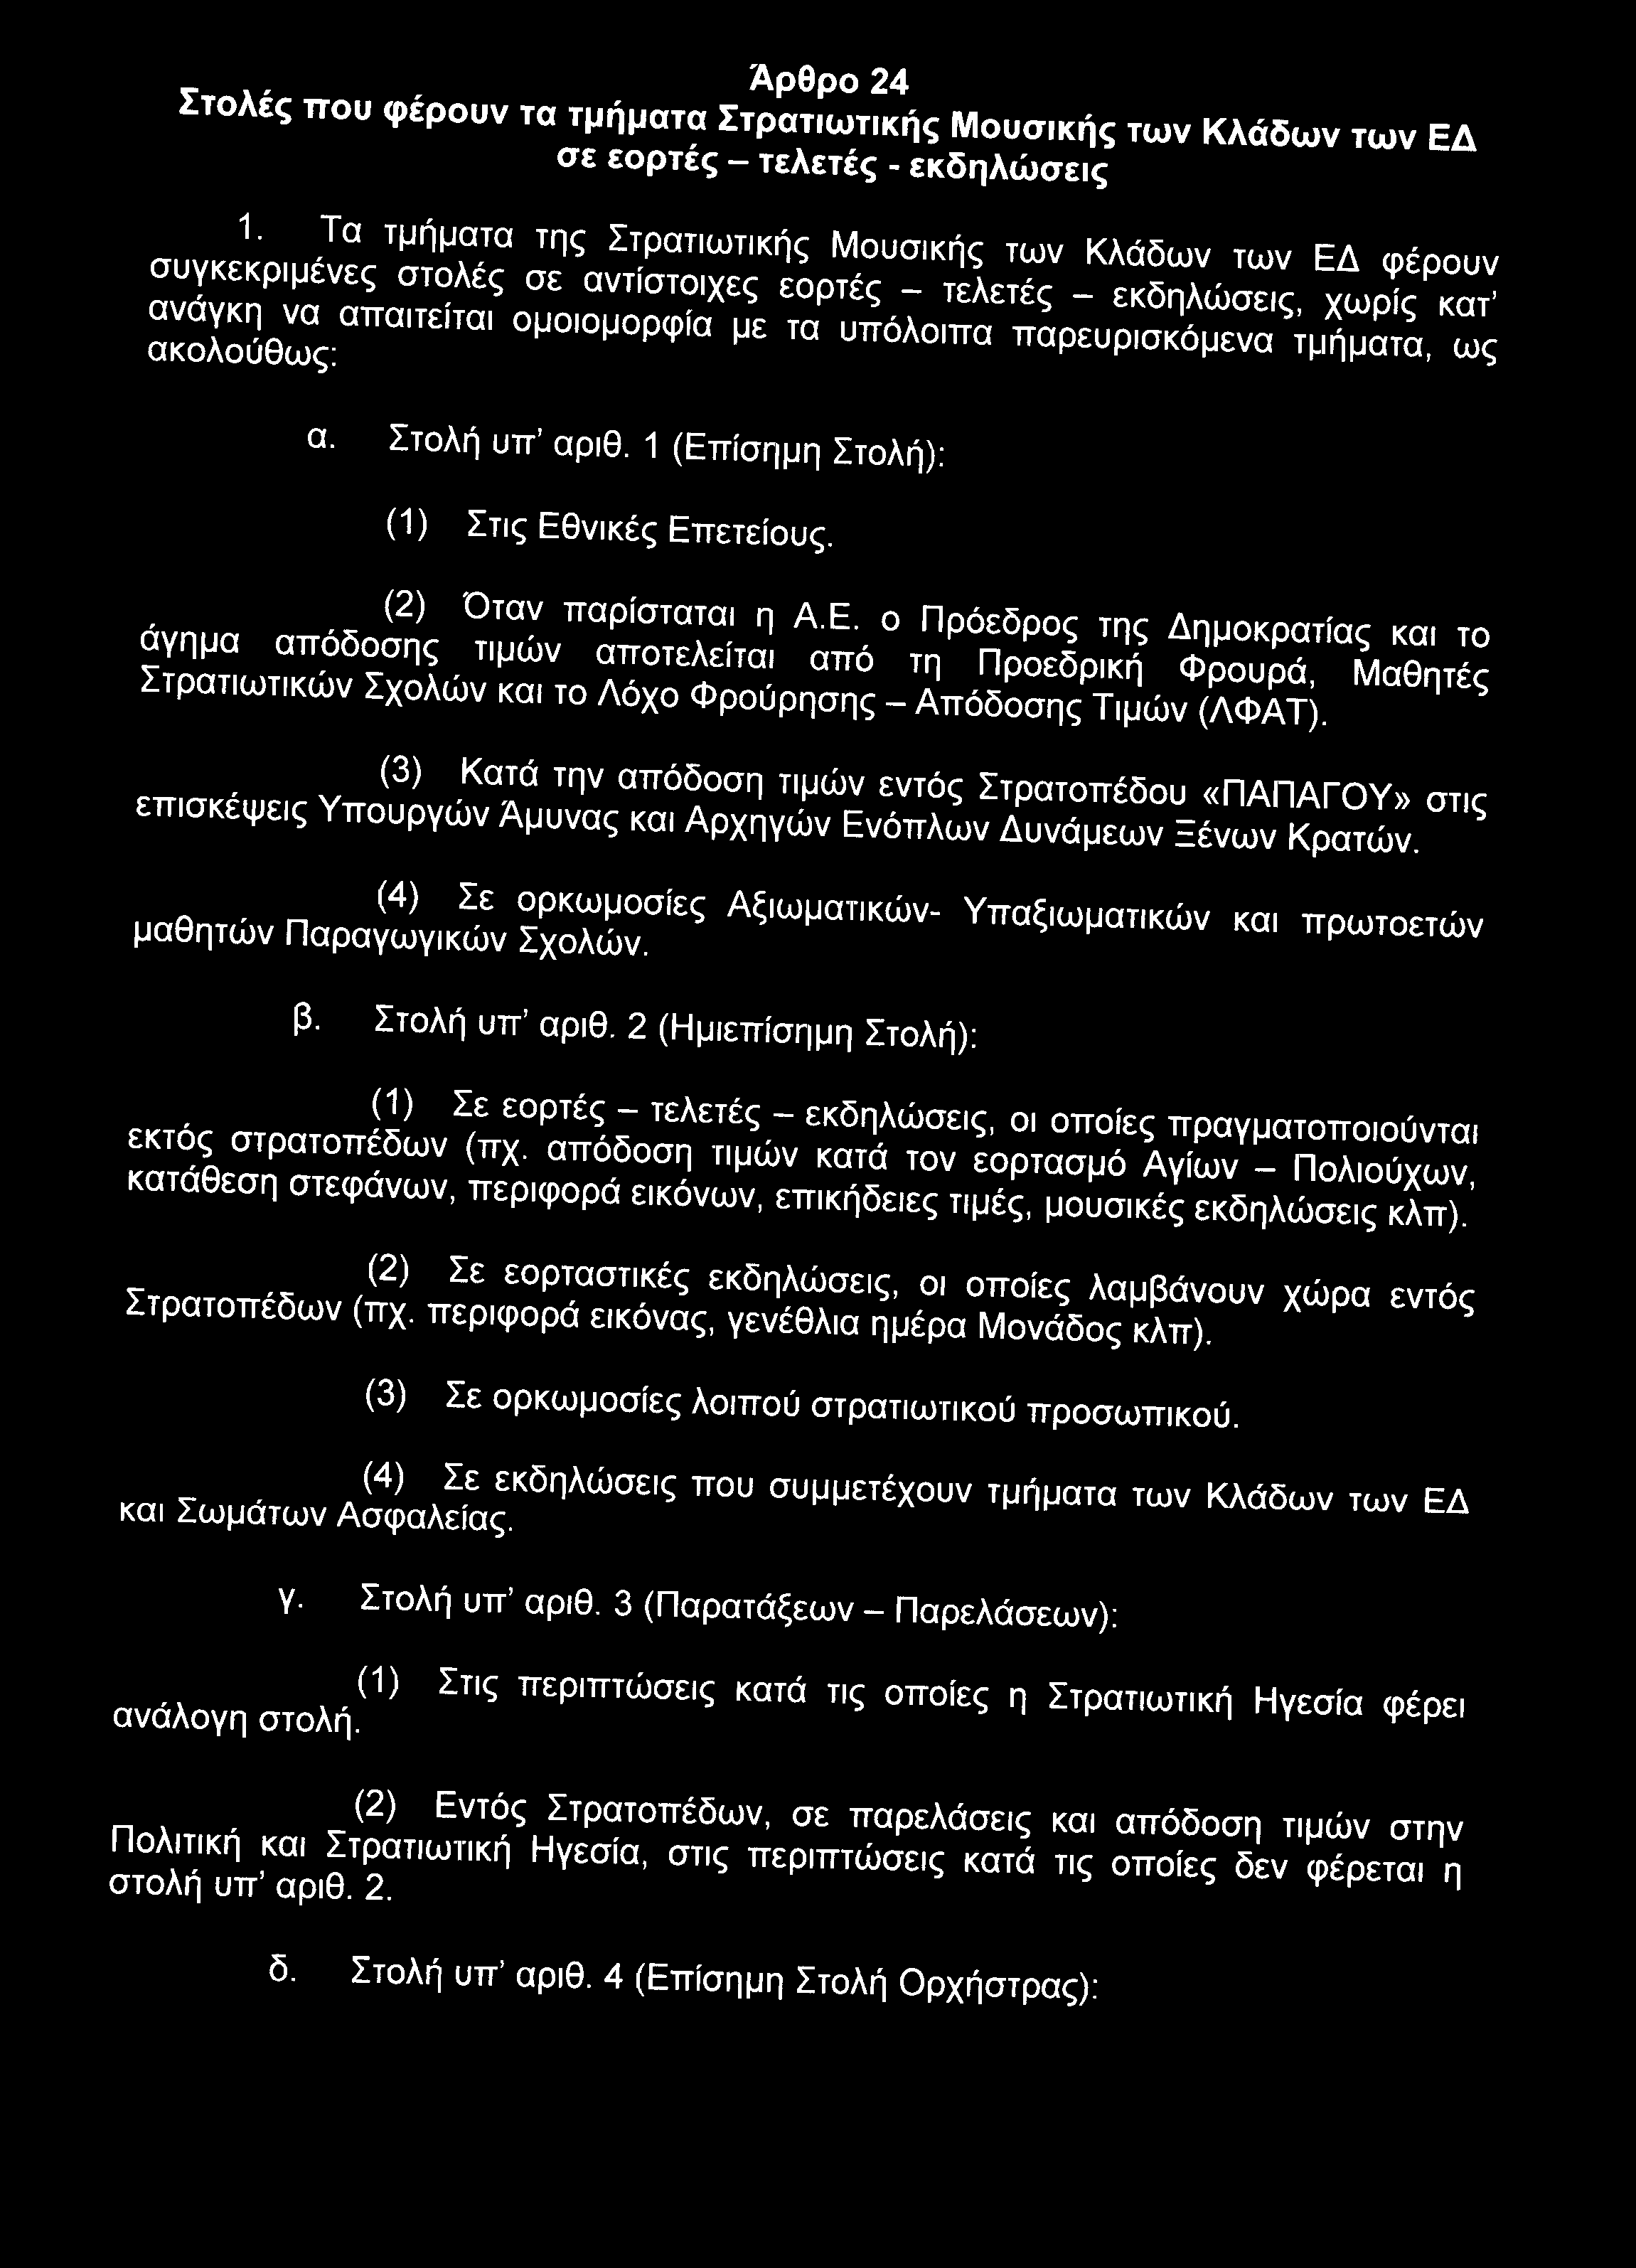 Άρθρο 24
Στολές που φέρουν τα τμήματα Στρατιωτικής Μουσικής των Κλάδων των ΕΔ
σε εορτές – τελετές - εκδηλώσεις
1. Τα τμήματα της Στρατιωτικής Μουσικής των Κλάδων των ΕΔ φέρουν
συγκεκριμένες στολές σε αντίστοιχες εορτές – τελετές – εκδηλώσεις, χωρίς κατ’
ανάγκη να απαιτείται ομοιομορφία με τα υπόλοιπα παρευρισκόμενα τμήματα, ως
ακολούθως:
α. Στολή υπ’ αριθ. 1 (Επίσημη Στολή):
(1) Στις Εθνικές Επετείους.
(2) Όταν παρίσταται η Α.Ε. ο Πρόεδρος της Δημοκρατίας και το
άγημα απόδοσης τιμών αποτελείται από τη Προεδρική Φρουρά, Μαθητές
Στρατιωτικών Σχολών και το Λόχο Φρούρησης – Απόδοσης Τιμών (ΛΦΑΤ).
(3) Κατά την απόδοση τιμών εντός Στρατοπέδου «ΠΑΠΑΓΟΥ» στις
επισκέψεις Υπουργών Άμυνας και Αρχηγών Ενόπλων Δυνάμεων Ξένων Κρατών.
(4) Σε ορκωμοσίες Αξιωματικών- Υπαξιωματικών και πρωτοετών
μαθητών Παραγωγικών Σχολών.
β. Στολή υπ’ αριθ. 2 (Ημιεπίσημη Στολή):
(1) Σε εορτές – τελετές – εκδηλώσεις, οι οποίες πραγματοποιούνται
εκτός στρατοπέδων (πχ. απόδοση τιμών κατά τον εορτασμό Αγίων – Πολιούχων,
κατάθεση στεφάνων, περιφορά εικόνων, επικήδειες τιμές, μουσικές εκδηλώσεις κλπ).
(2) Σε εορταστικές εκδηλώσεις, οι οποίες λαμβάνουν χώρα εντός
Στρατοπέδων (πχ. περιφορά εικόνας, γενέθλια ημέρα Μονάδος κλπ).
(3) Σε ορκωμοσίες λοιπού στρατιωτικού προσωπικού.
(4) Σε εκδηλώσεις που συμμετέχουν τμήματα των Κλάδων των ΕΔ
και Σωμάτων Ασφαλείας.
γ. Στολή υπ’ αριθ. 3 (Παρατάξεων – Παρελάσεων):
(1) Στις περιπτώσεις κατά τις οποίες η Στρατιωτική Ηγεσία φέρει
ανάλογη στολή.
(2) Εντός Στρατοπέδων, σε παρελάσεις και απόδοση τιμών στην
Πολιτική και Στρατιωτική Ηγεσία, στις περιπτώσεις κατά τις οποίες δεν φέρεται η
στολή υπ’ αριθ. 2.
δ. Στολή υπ’ αριθ. 4 (Επίσημη Στολή Ορχήστρας):